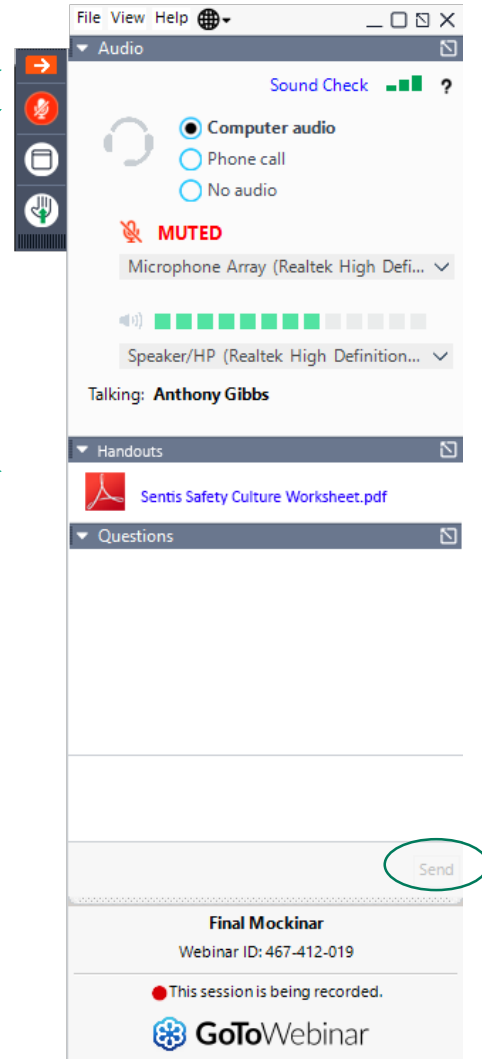 File View Help
Audio
Sound Check ?
Computer audio
Phone call
No audio
MUTED
Microphone Array (Realtek High Defi...
Speaker/HP (Realtek High Definition...
Talking: Anthony Gibbs
Handouts
Sentis Safety Culture Worksheet.pdf
Questions
Send
Final Mockinar
Webinar ID: 467-412-019
This session is being recorded.
GoToWebinar